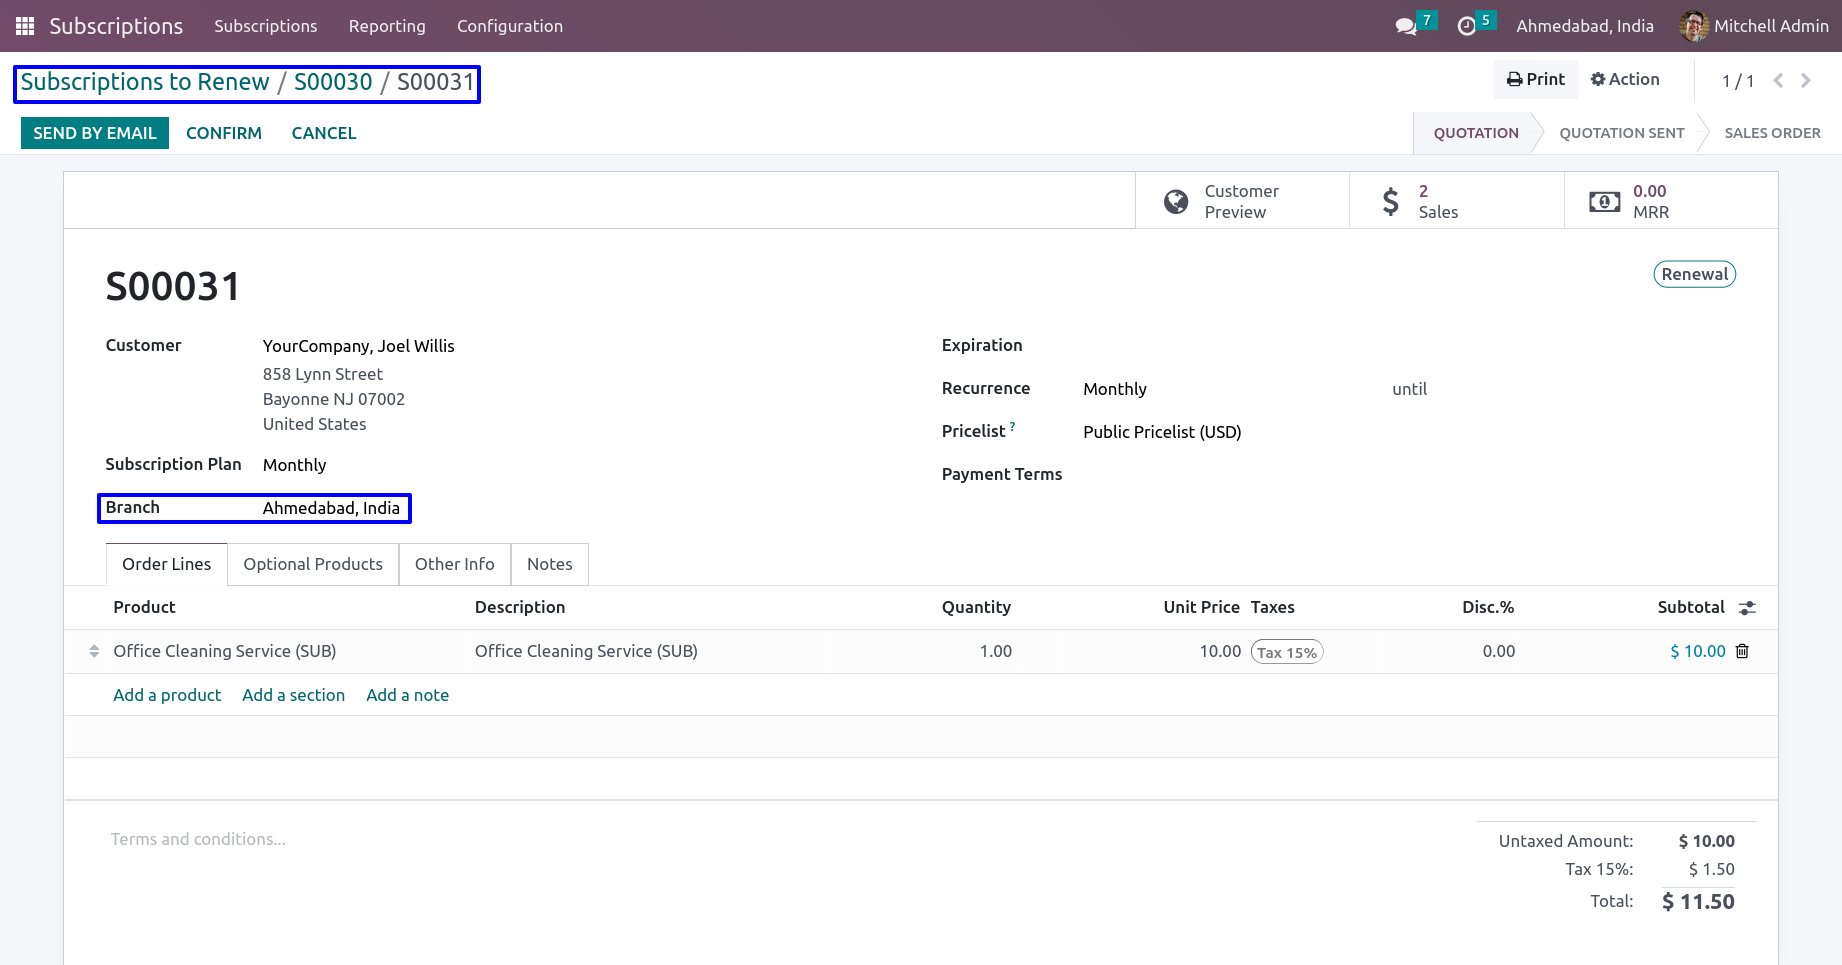 Subscriptions Subscriptions Reporting Configuration 7 5 Ahmedabad, India Mitchell Admin
Subscriptions to Renew / S00030 / S00031 Print Action 1 / 1
SEND BY EMAIL CONFIRM CANCEL QUOTATION QUOTATION SENT SALES ORDER
Customer Preview 2 Sales 0.00 MRR
S00031 Renewal
Customer YourCompany, Joel Willis Expiration
858 Lynn Street
Bayonne NJ 07002 Recurrence Monthly until
United States Pricelist ? Public Pricelist (USD)
Subscription Plan Monthly Payment Terms
Branch Ahmedabad, India
Order Lines Optional Products Other Info Notes
Product Description Quantity Unit Price Taxes Disc.% Subtotal
Office Cleaning Service (SUB) Office Cleaning Service (SUB) 1.00 10.00 Tax 15% 0.00 $ 10.00
Add a product Add a section Add a note
Terms and conditions... Untaxed Amount: $ 10.00
Tax 15%: $ 1.50
Total: $ 11.50